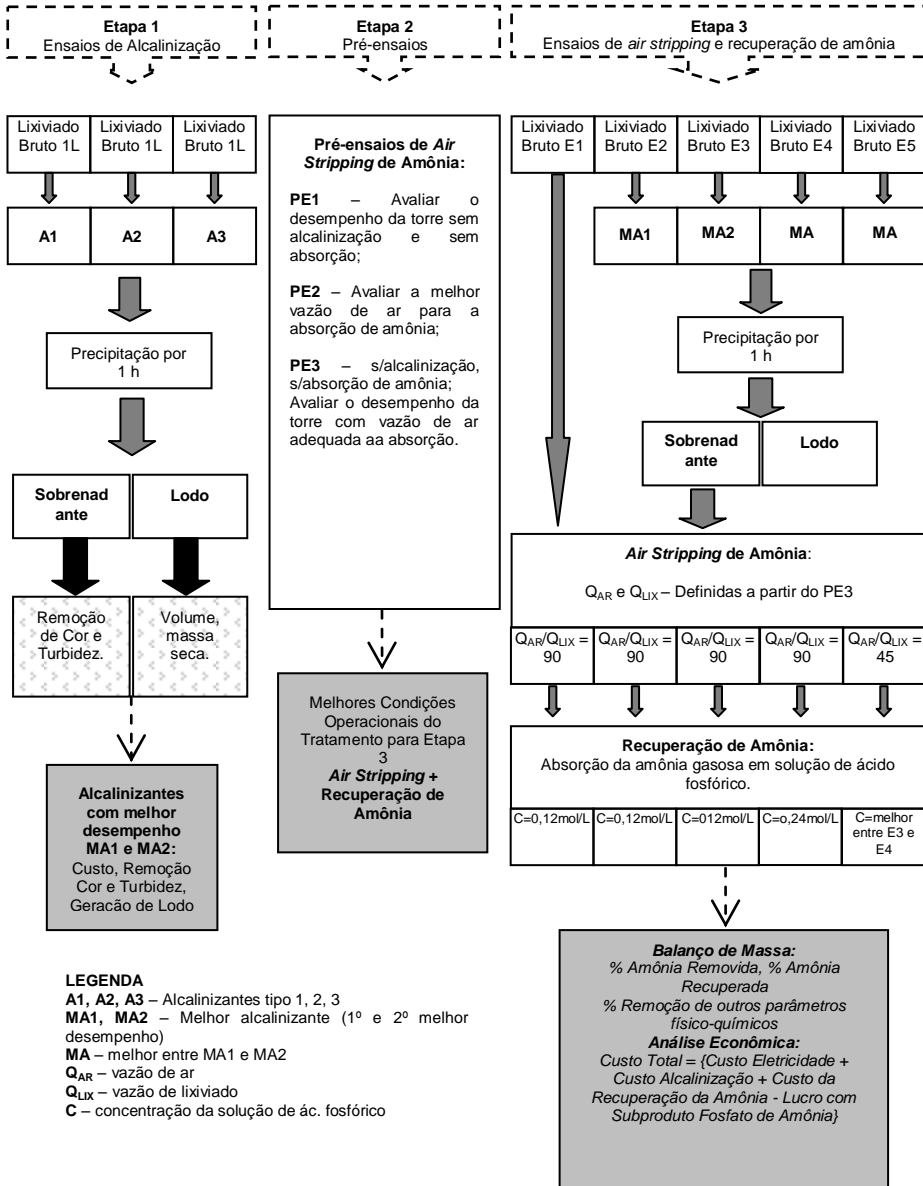 Etapa 1
Ensaios de Alcalinização
Etapa 2
Pré-ensaios
Etapa 3
Ensaios de air stripping e recuperação de amônia
Lixiviado
Bruto 1L
Lixiviado
Bruto 1L
Lixiviado
Bruto 1L
A1
A2
A3
Precipitação por
1 h
Sobrenad
ante
Lodo
Remoção
de Cor e
Turbidez.
Volume,
massa
seca.
Alcalinizantes
com melhor
desempenho
MA1 e MA2:
Custo, Remoção
Cor e Turbidez,
Geracão de Lodo
Pré-ensaios de Air
Stripping de Amônia:
PE1 – Avaliar o
desempenho da torre sem
alcalinização e sem
absorção;
PE2 – Avaliar a melhor
vazão de ar para a
absorção de amônia;
PE3 – s/alcalinização,
s/absorção de amônia;
Avaliar o desempenho da
torre com vazão de ar
adequada aa absorção.
Melhores Condições
Operacionais do
Tratamento para Etapa
3
Air Stripping +
Recuperação de
Amônia
Lixiviado
Bruto E1
Lixiviado
Bruto E2
Lixiviado
Bruto E3
Lixiviado
Bruto E4
Lixiviado
Bruto E5
MA1
MA2
MA
MA
Precipitação por
1 h
Sobrenad
ante
Lodo
Air Stripping de Amônia:
QAR e QLIX – Definidas a partir do PE3
QAR/QLIX =
90
QAR/QLIX =
90
QAR/QLIX =
90
QAR/QLIX =
90
QAR/QLIX =
45
Recuperação de Amônia:
Absorção da amônia gasosa em solução de ácido
fosfórico.
C=0,12mol/L
C=0,12mol/L
C=012mol/L
C=o,24mol/L
C=melhor
entre E3 e
E4
Balanço de Massa:
% Amônia Removida, % Amônia
Recuperada
% Remoção de outros parâmetros
físico-químicos
Análise Econômica:
Custo Total = {Custo Eletricidade +
Custo Alcalinização + Custo da
Recuperação da Amônia - Lucro com
Subproduto Fosfato de Amônia}
LEGENDA
A1, A2, A3 – Alcalinizantes tipo 1, 2, 3
MA1, MA2 – Melhor alcalinizante (1º e 2º melhor
desempenho)
MA – melhor entre MA1 e MA2
QAR – vazão de ar
QLIX – vazão de lixiviado
C – concentração da solução de ác. fosfórico